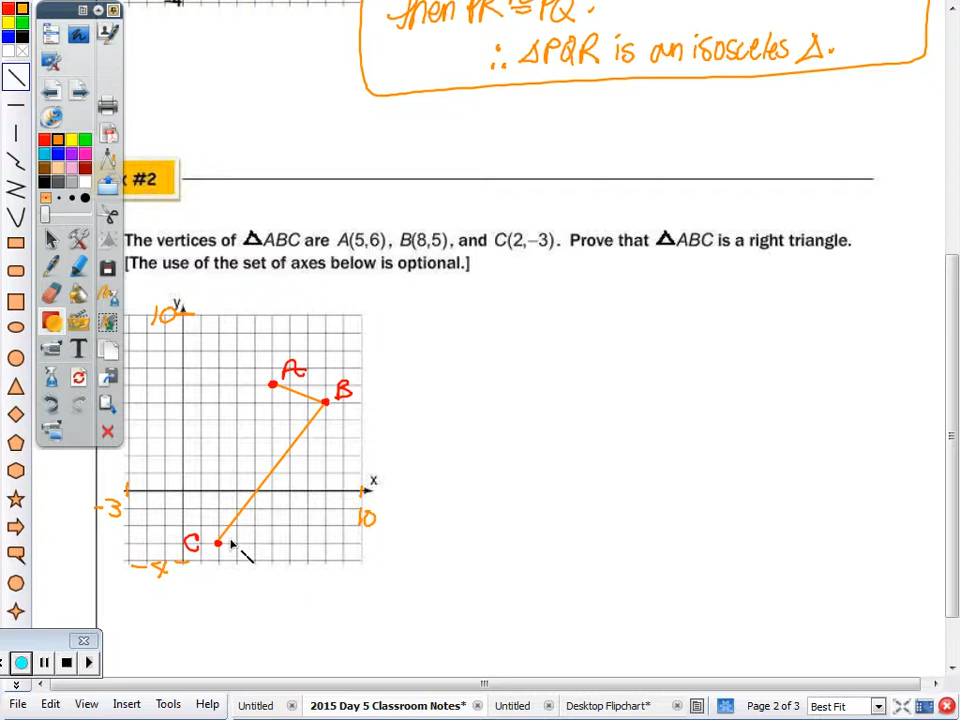 -4
then PR ≅ PQ.
∴ △PQR is an isosceles △.
x #2
The vertices of △ABC are A(5,6), B(8,5), and C(2,−3). Prove that △ABC is a right triangle.
[The use of the set of axes below is optional.]
y
10
A
B
x
-3
10
C
-4
T
File Edit View Insert Tools Help Untitled 2015 Day 5 Classroom Notes* Untitled Desktop Flipchart* Page 2 of 3 Best Fit